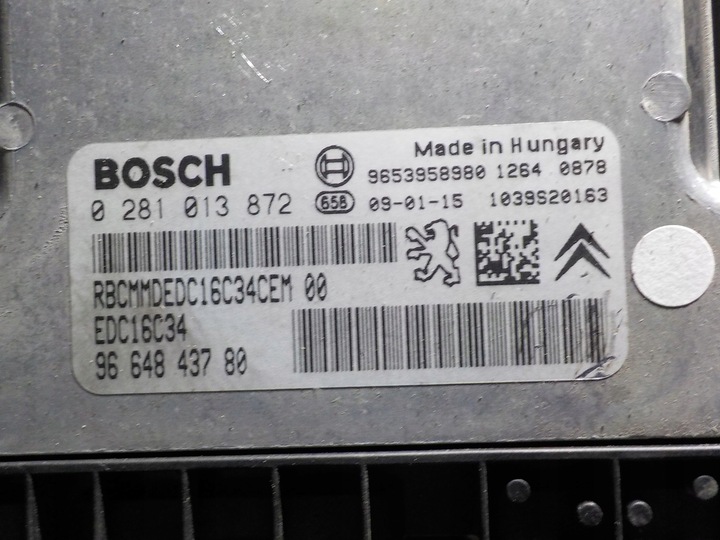 Made in Hungary
BOSCH 9653958980 1264 0878
0 281 013 872 658 09-01-15 1039S20163
RBCMMDEDC16C34CEM 00
EDC16C34
96 648 437 80